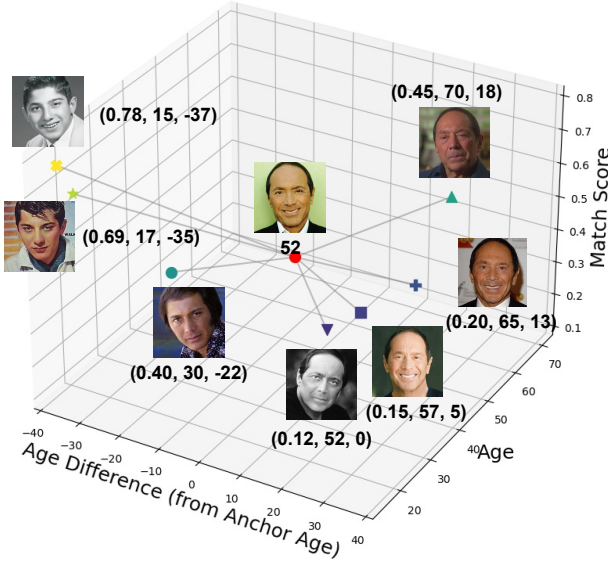 (0.78, 15, -37)
(0.45, 70, 18)
(0.69, 17, -35)
52
(0.40, 30, -22)
(0.20, 65, 13)
(0.15, 57, 5)
(0.12, 52, 0)
0.8
0.7
0.6
0.5
0.4
0.3
0.2
0.1
Match Score
70
60
50
40
30
20
Age
−40
−30
−20
−10
0
10
20
30
40
Age Difference (from Anchor Age)